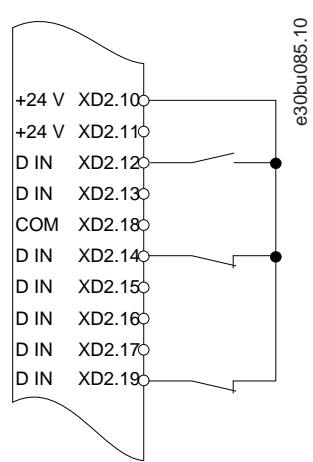 +24 V XD2.10
+24 V XD2.11
D IN XD2.12
D IN XD2.13
COM XD2.18
D IN XD2.14
D IN XD2.15
D IN XD2.16
D IN XD2.17
D IN XD2.19
e30bu085.10